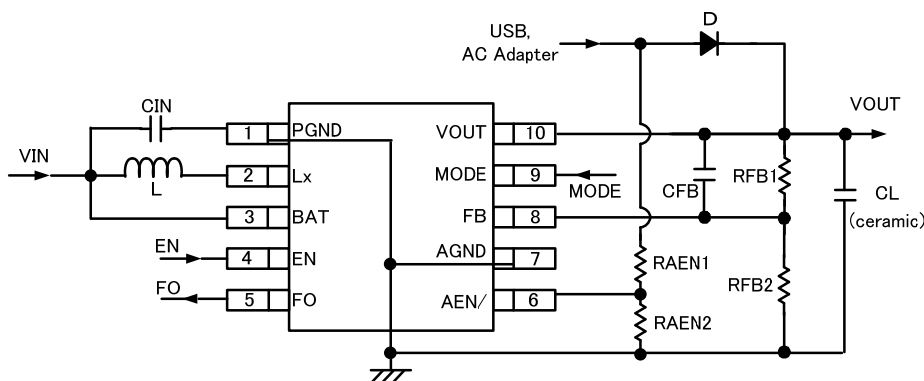 USB,
AC Adapter
D
CIN
VOUT
1
PGND
VOUT
10
VIN
L
2
Lx
MODE
9
MODE
CFB
RFB1
3
BAT
FB
8
CL
(ceramic)
EN
4
EN
AGND
7
RAEN1
FO
5
FO
AEN/
6
RFB2
RAEN2